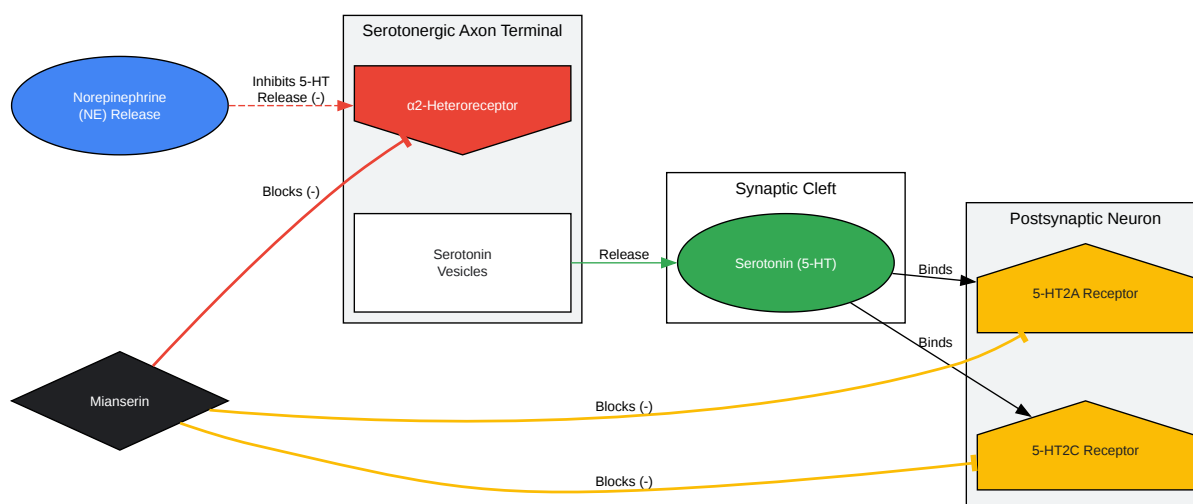 Serotonergic Axon Terminal
Norepinephrine
(NE) Release
Inhibits 5-HT
Release (-)
α2-Heteroreceptor
Blocks (-)
Synaptic Cleft
Postsynaptic Neuron
Serotonin
Vesicles
Release
Serotonin (5-HT)
Binds
5-HT2A Receptor
Binds
Mianserin
Blocks (-)
5-HT2C Receptor
Blocks (-)